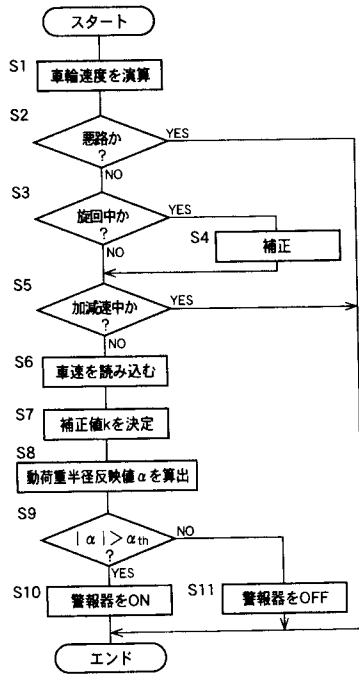 スタート
S1
車輪速度を演算
S2
悪路か
?
YES
NO
S3
旋回中か
?
YES
NO
S4
補正
S5
加減速中か
?
YES
NO
S6
車速を読み込む
S7
補正値kを決定
S8
動荷重半径反映値αを算出
S9
|α|>αth
?
NO
YES
S10
警報器をON
S11
警報器をOFF
エンド